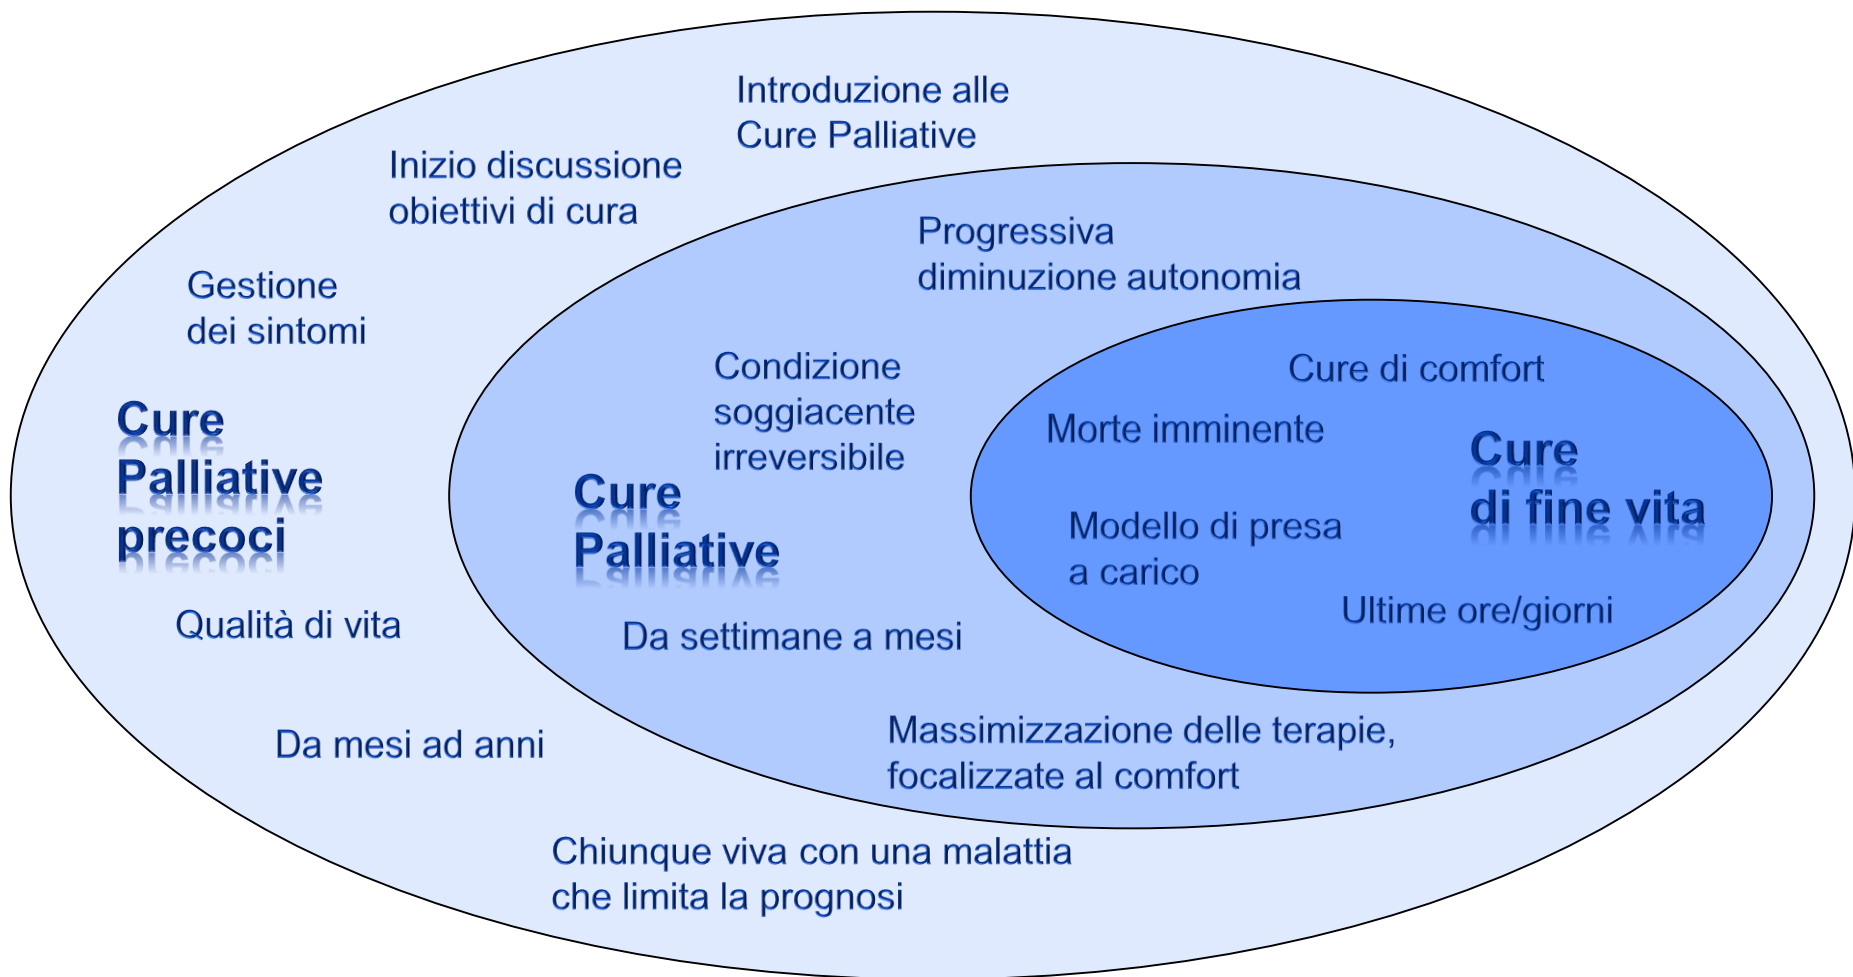 Introduzione alle
Cure Palliative
Inizio discussione
obiettivi di cura
Gestione
dei sintomi
Cure
Palliative
precoci
Qualità di vita
Da mesi ad anni
Chiunque viva con una malattia
che limita la prognosi
Progressiva
diminuzione autonomia
Condizione
soggiacente
irreversibile
Cure
Palliative
Da settimane a mesi
Massimizzazione delle terapie,
focalizzate al comfort
Cure di comfort
Morte imminente
Cure
di fine vita
Modello di presa
a carico
Ultime ore/giorni